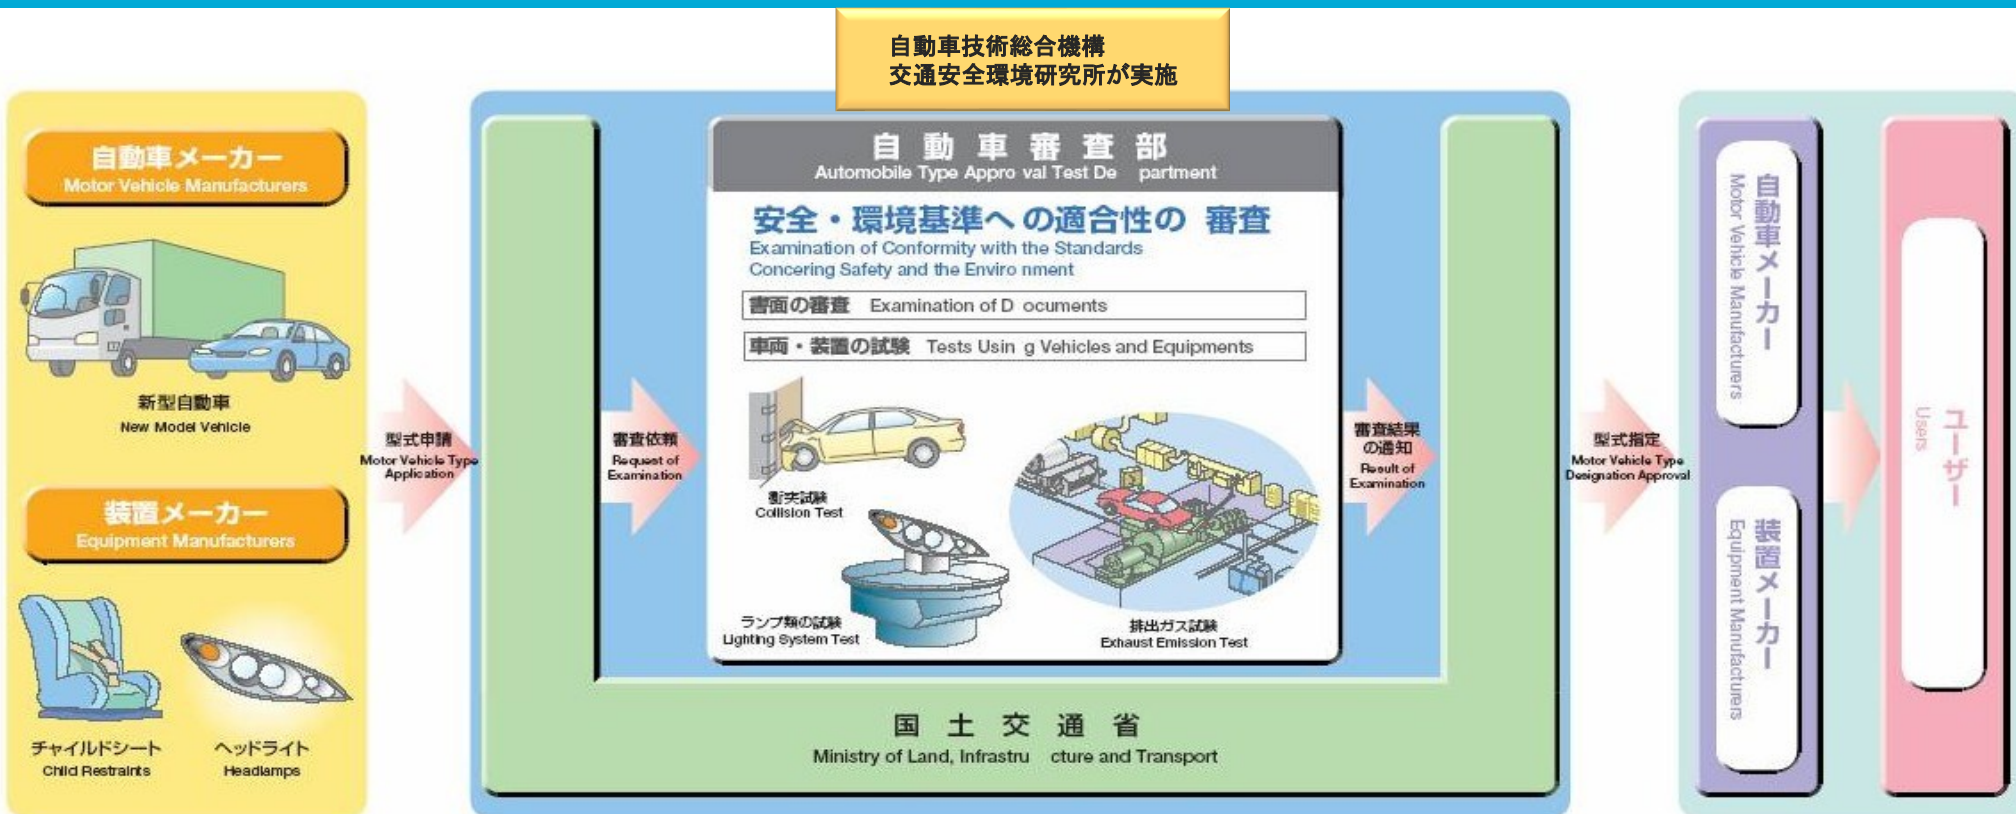 自動車技術総合機構
交通安全環境研究所が実施
自動車メーカー
Motor Vehicle Manufacturers
新型自動車
New Model Vehicle
装置メーカー
Equipment Manufacturers
チャイルドシート
Child Restraints
ヘッドライト
Headlamps
型式申請
Motor Vehicle Type
Application
審査依頼
Request of
Examination
自動車審査部
Automobile Type Appro val Test De partment
安全・環境基準への適合性の 審査
Examination of Conformity with the Standards
Concering Safety and the Enviro nment
書面の審査 Examination of D ocuments
車両・装置の試験 Tests Usin g Vehicles and Equipments
衝突試験
Collision Test
ランプ類の試験
Lighting System Test
排出ガス試験
Exhaust Emission Test
審査結果
の通知
Result of
Examination
国土交通省
Ministry of Land, Infrastru cture and Transport
型式指定
Motor Vehicle Type
Designation Approval
自動車メーカー
Motor Vehicle Manufacturers
装置メーカー
Equipment Manufacturers
ユーザー
Users